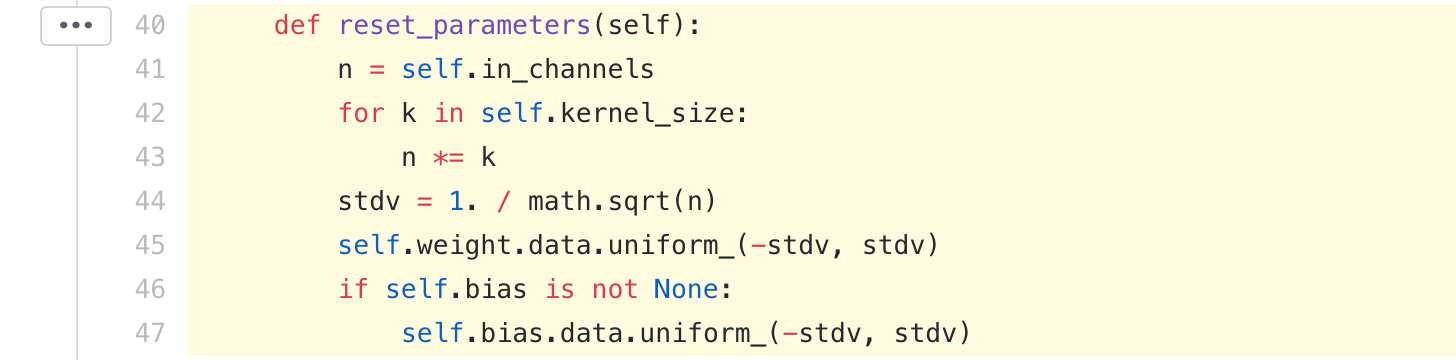 40 def reset_parameters(self):
41 n = self.in_channels
42 for k in self.kernel_size:
43 n *= k
44 stdv = 1. / math.sqrt(n)
45 self.weight.data.uniform_(-stdv, stdv)
46 if self.bias is not None:
47 self.bias.data.uniform_(-stdv, stdv)